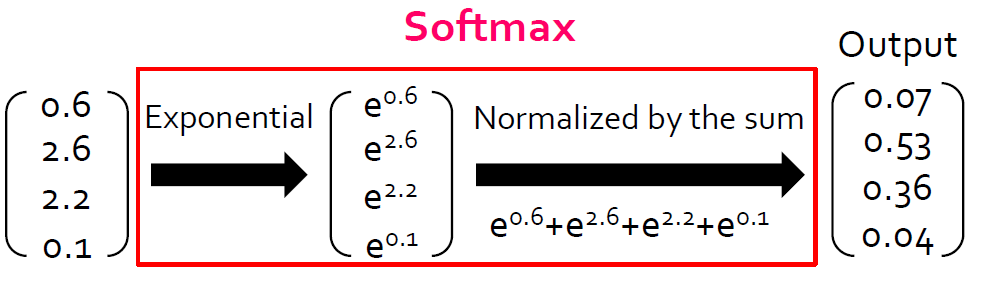 Softmax
Output
0.6
2.6
2.2
0.1
Exponential
e^0.6
e^2.6
e^2.2
e^0.1
Normalized by the sum
e^0.6+e^2.6+e^2.2+e^0.1
0.07
0.53
0.36
0.04